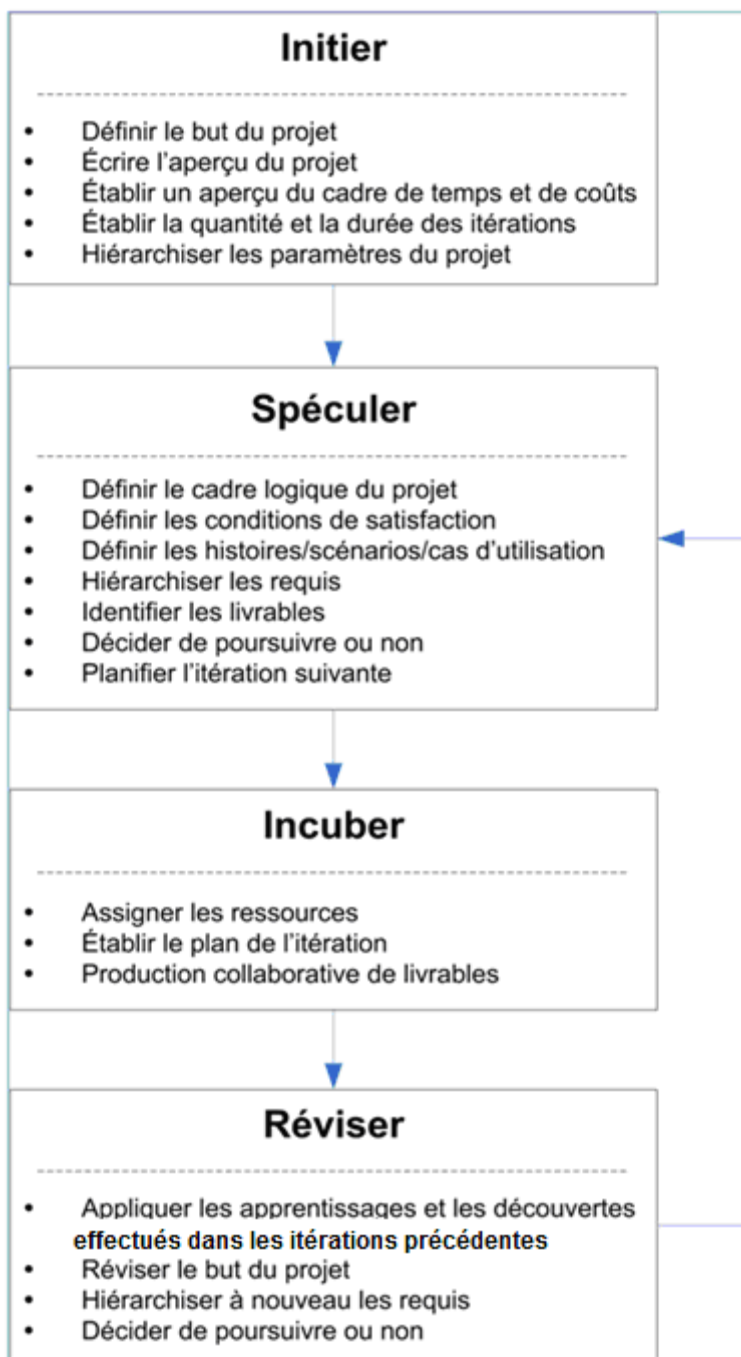 Initier
• Définir le but du projet
• Écrire l'aperçu du projet
• Établir un aperçu du cadre de temps et de coûts
• Établir la quantité et la durée des itérations
• Hiérarchiser les paramètres du projet
Spéculer
• Définir le cadre logique du projet
• Définir les conditions de satisfaction
• Définir les histoires/scénarios/cas d'utilisation
• Hiérarchiser les requis
• Identifier les livrables
• Décider de poursuivre ou non
• Planifier l'itération suivante
Incuber
• Assigner les ressources
• Établir le plan de l'itération
• Production collaborative de livrables
Réviser
• Appliquer les apprentissages et les découvertes
effectués dans les itérations précédentes
• Réviser le but du projet
• Hiérarchiser à nouveau les requis
• Décider de poursuivre ou non